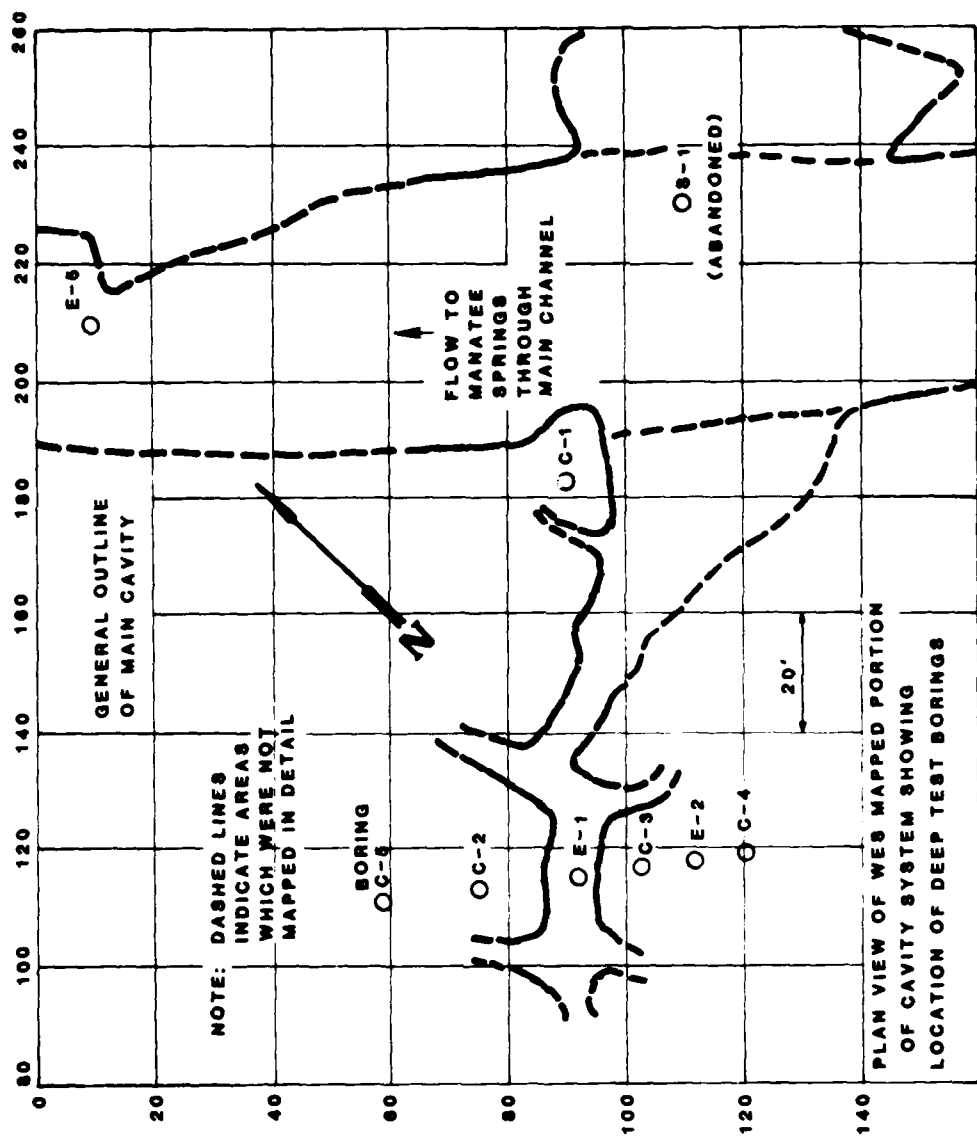 80 100 120 140 160 180 200 220 240 260
0
20
40
60
80
100
120
140
NOTE: DASHED LINES
INDICATE AREAS
WHICH WERE NOT
MAPPED IN DETAIL
GENERAL OUTLINE
OF MAIN CAVITY
E-5
N
BORING
C-5
FLOW TO
MANATEE
SPRINGS
THROUGH
MAIN CHANNEL
C-2
C-1
E-1
C-3
E-2
C-4
S-1
(ABANDONED)
20'
PLAN VIEW OF WES MAPPED PORTION
OF CAVITY SYSTEM SHOWING
LOCATION OF DEEP TEST BORINGS